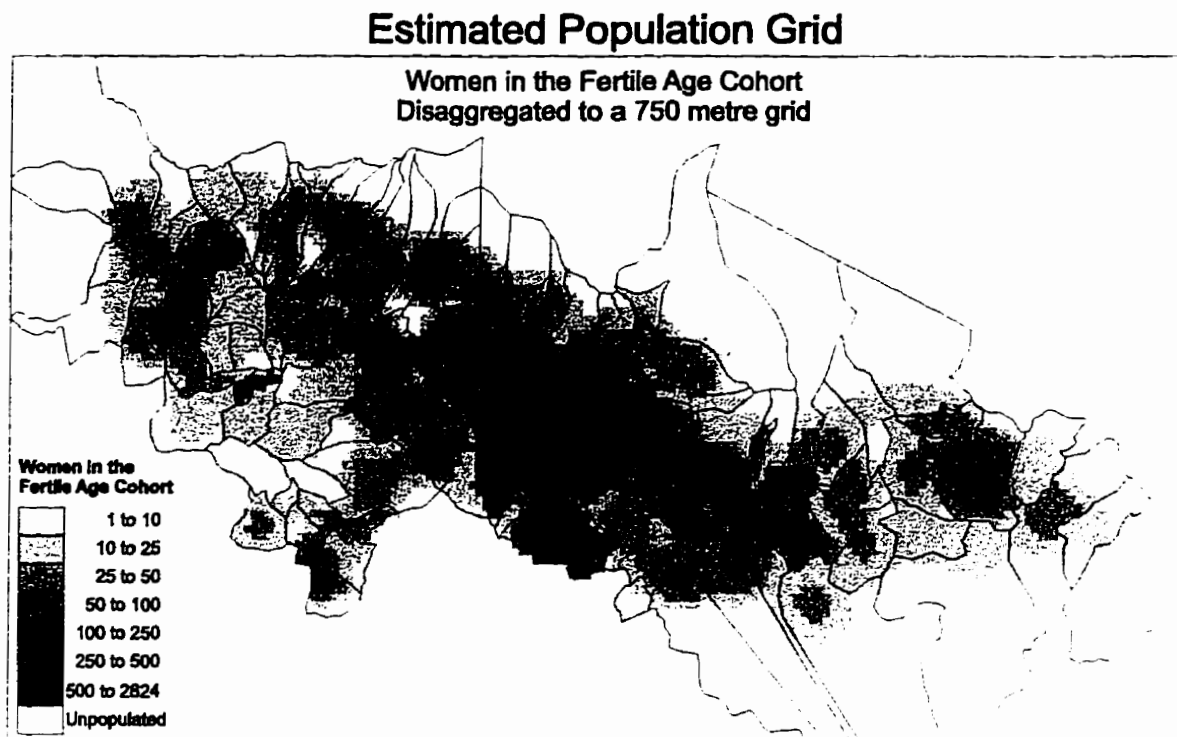 Estimated Population Grid
Women in the Fertile Age Cohort
Disaggregated to a 750 metre grid
Women in the
Fertile Age Cohort
1 to 10
10 to 25
25 to 50
50 to 100
100 to 250
250 to 500
500 to 2824
Unpopulated